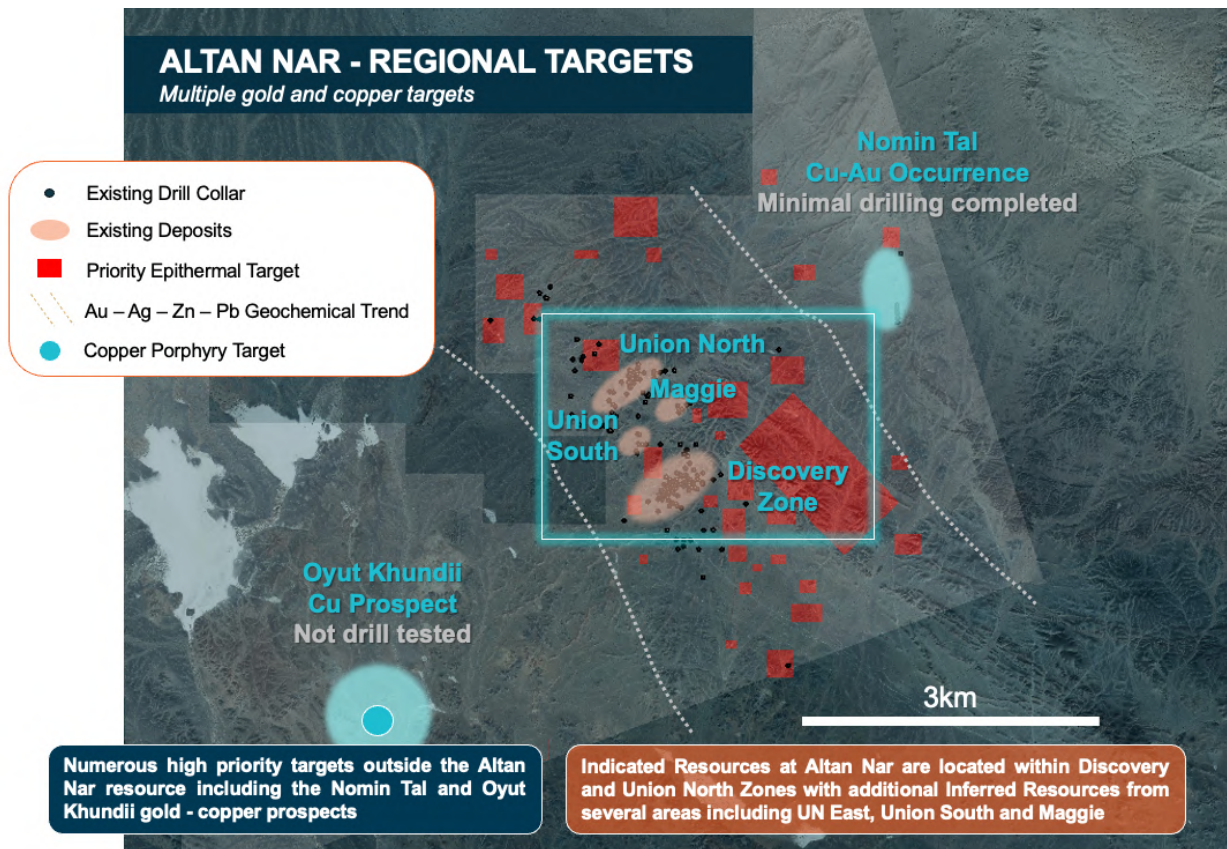 ALTAN NAR - REGIONAL TARGETS
Multiple gold and copper targets
Nomin Tal
Cu-Au Occurrence
Minimal drilling completed
Existing Drill Collar
Existing Deposits
Priority Epithermal Target
Au – Ag – Zn – Pb Geochemical Trend
Copper Porphyry Target
Union North
Maggie
Union
South
Discovery
Zone
Oyut Khundii
Cu Prospect
Not drill tested
3km
Numerous high priority targets outside the Altan
Nar resource including the Nomin Tal and Oyut
Khundii gold - copper prospects
Indicated Resources at Altan Nar are located within Discovery
and Union North Zones with additional Inferred Resources from
several areas including UN East, Union South and Maggie